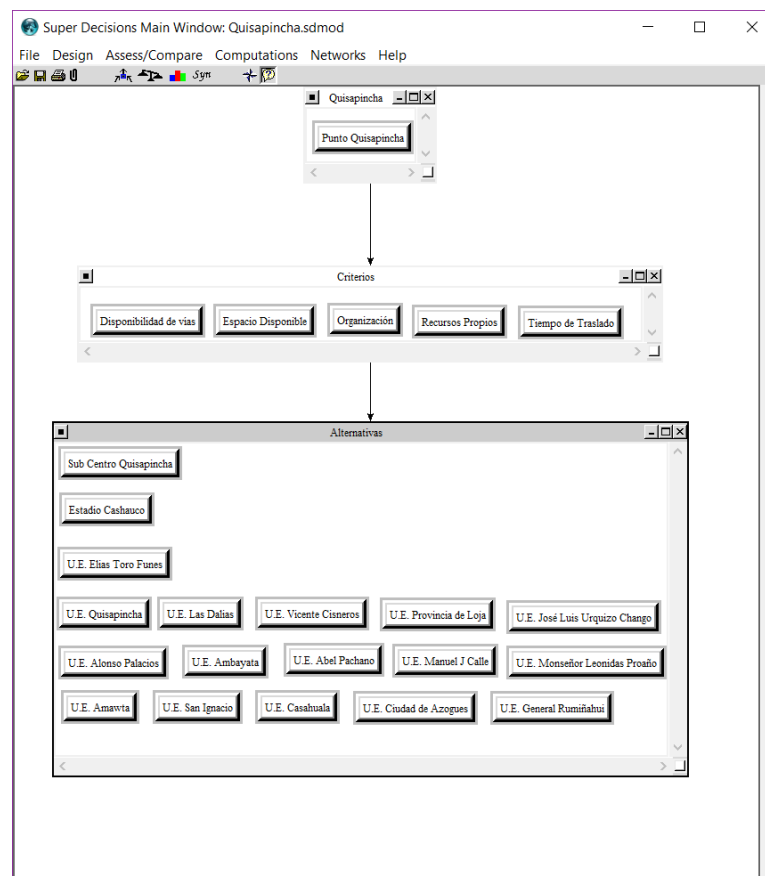 Super Decisions Main Window: Quisapincha.sdmod
File Design Assess/Compare Computations Networks Help
Syn
Quisapincha
Punto Quisapincha
Criterios
Disponibilidad de vias
Espacio Disponible
Organización
Recursos Propios
Tiempo de Traslado
Alternativas
Sub Centro Quisapincha
Estadio Cashauco
U.E. Elias Toro Funes
U.E. Quisapincha
U.E. Las Dalias
U.E. Vicente Cisneros
U.E. Provincia de Loja
U.E. José Luis Urquizo Chango
U.E. Alonso Palacios
U.E. Ambayata
U.E. Abel Pachano
U.E. Manuel J Calle
U.E. Monseñor Leonidas Proaño
U.E. Amawta
U.E. San Ignacio
U.E. Casahuala
U.E. Ciudad de Azogues
U.E. General Rumiñahui